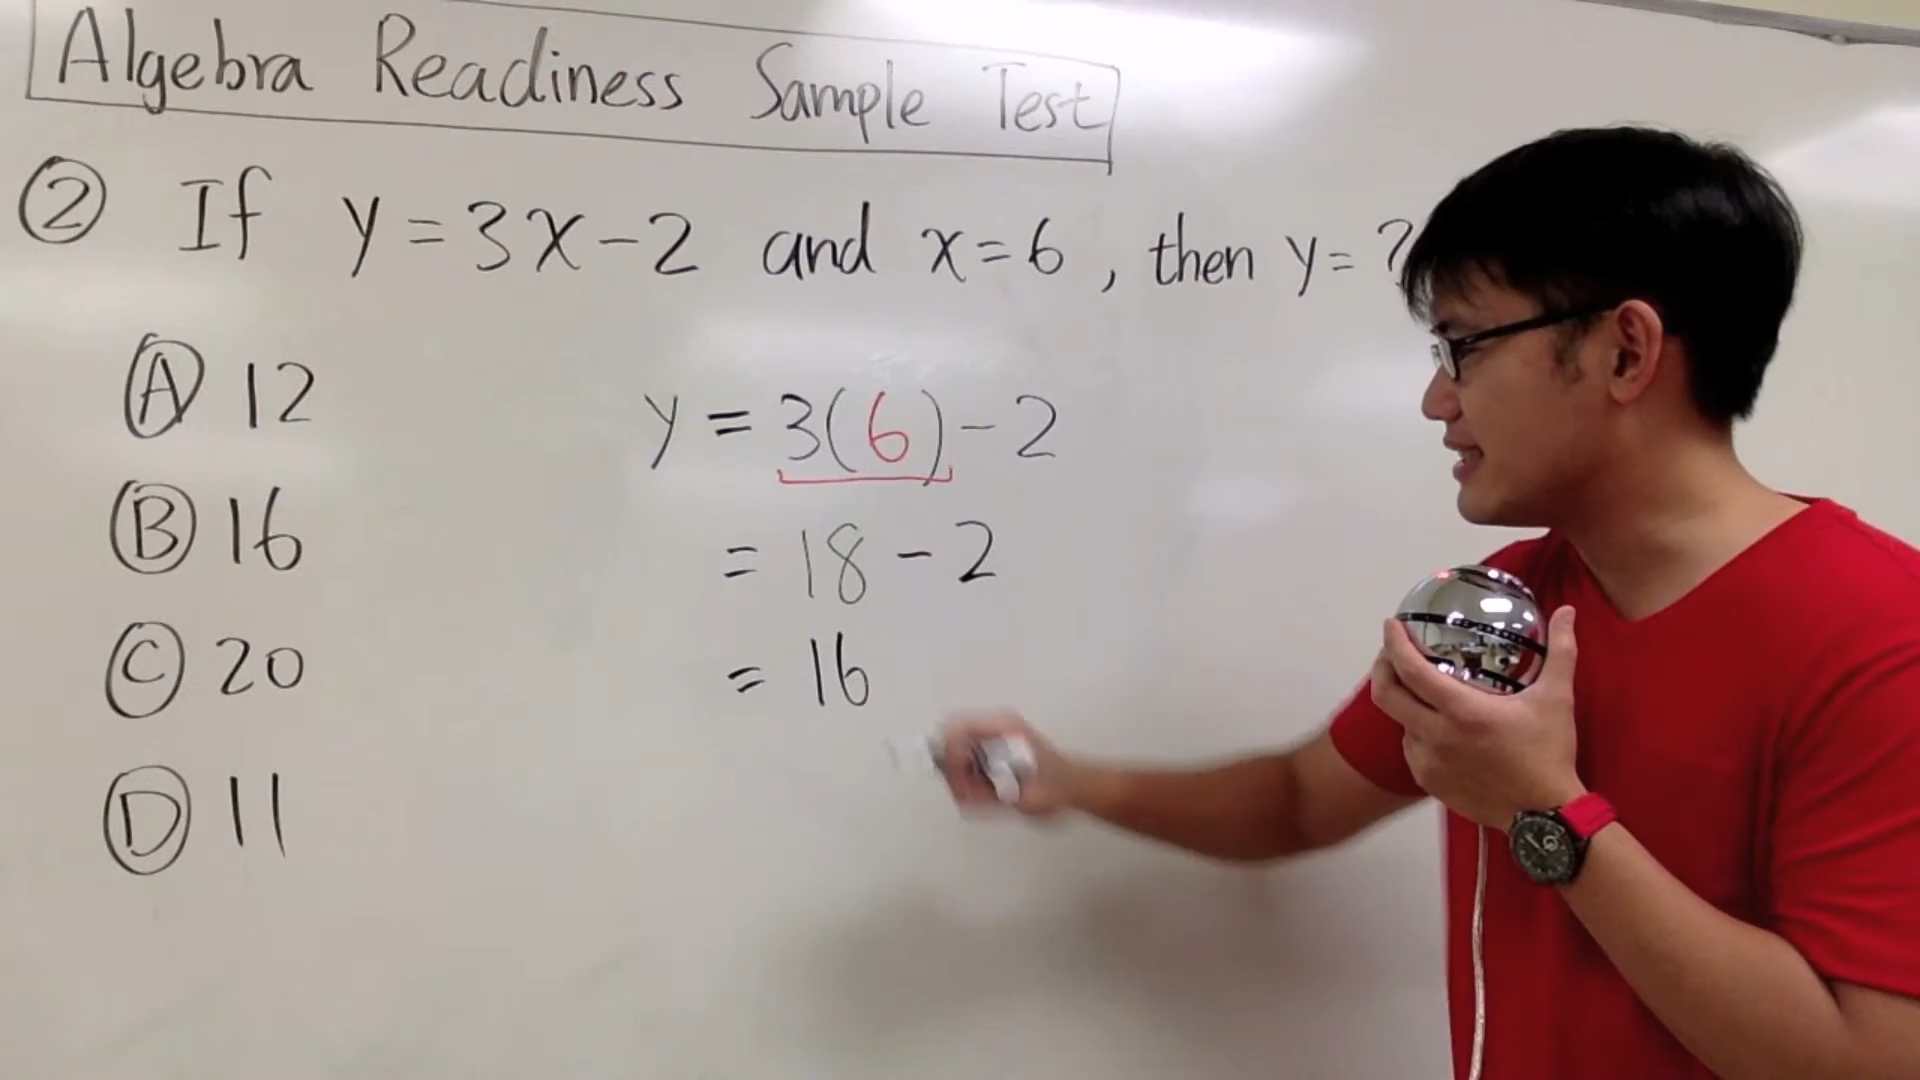 Algebra Readiness Sample Test
② If y = 3x - 2 and x = 6 , then y = ?
Ⓐ 12
Ⓑ 16
Ⓒ 20
Ⓓ 11
y = 3(6) - 2
= 18 - 2
= 16